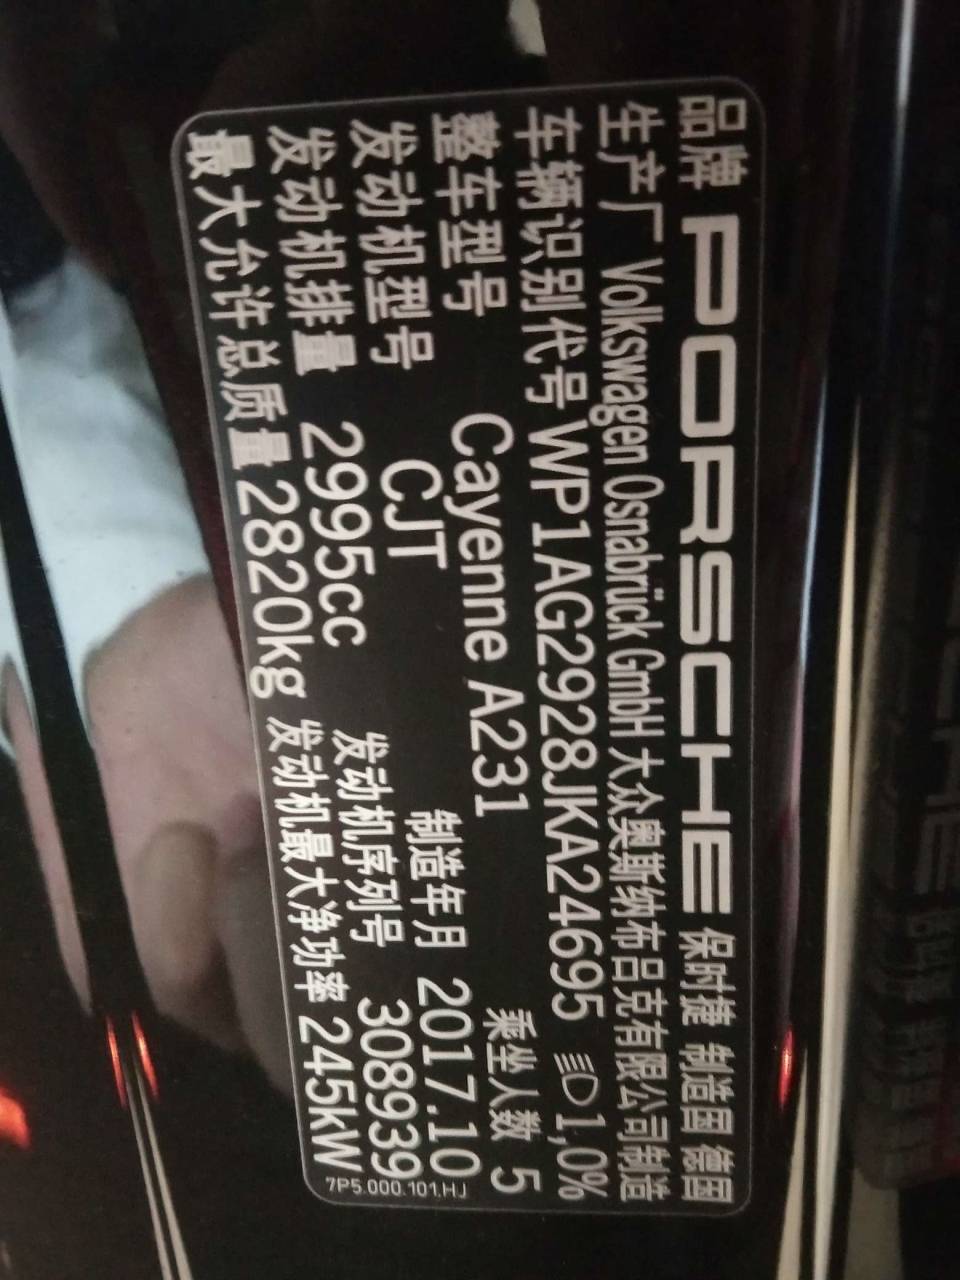 品牌 PORSCHE 保时捷 制造国 德国
生产厂 Volkswagen Osnabrück GmbH 大众奥斯纳布吕克有限公司制造
车辆识别代号 WP1AG2928JKA24695 1,0%
整车型号 Cayenne A231 乘坐人数 5
发动机型号 CJT 制造年月 2017.10
发动机排量 2995cc 发动机序列号 308939
最大允许总质量 2820kg 发动机最大净功率 245kW
7P5.000.101.HJ